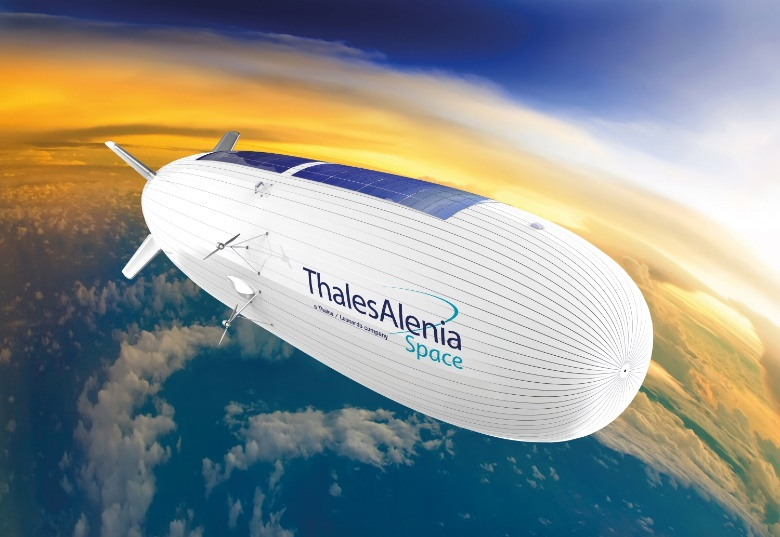 ThalesAlenia
a Thales / Leonardo company
Space